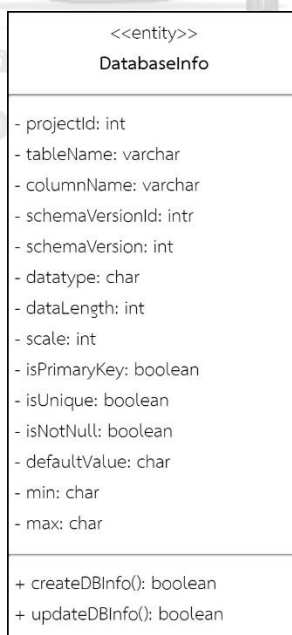 <<entity>>
DatabaseInfo
- projectId: int
- tableName: varchar
- columnName: varchar
- schemaVersionId: intr
- schemaVersion: int
- datatype: char
- dataLength: int
- scale: int
- isPrimaryKey: boolean
- isUnique: boolean
- isNotNull: boolean
- defaultValue: char
- min: char
- max: char
+ createDBInfo(): boolean
+ updateDBInfo(): boolean